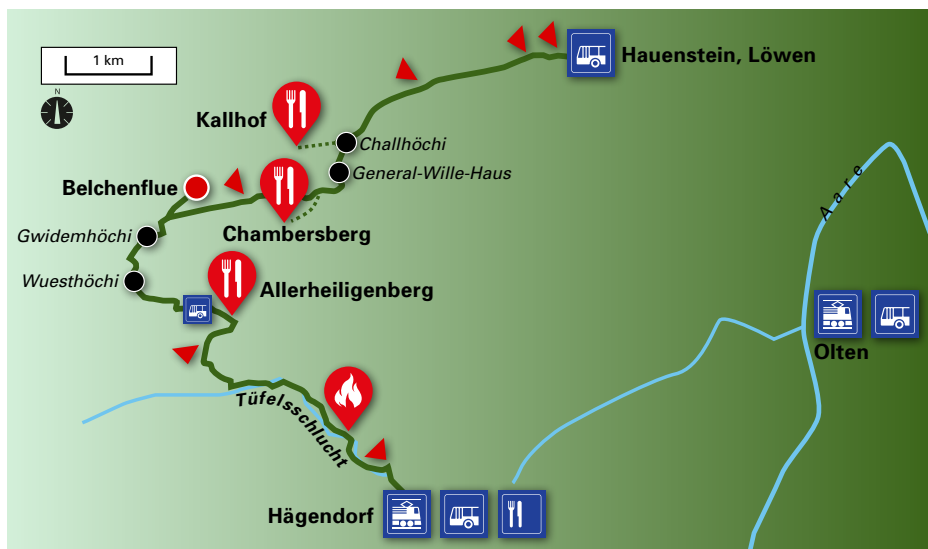 1 km
N
Hauenstein, Löwen
Kallhof
Challhöchi
General-Wille-Haus
Belchenflue
Chambersberg
Gwidemhöchi
Wuesthöchi
Allerheiligenberg
Aare
Olten
Tüfelsschlucht
Hägendorf